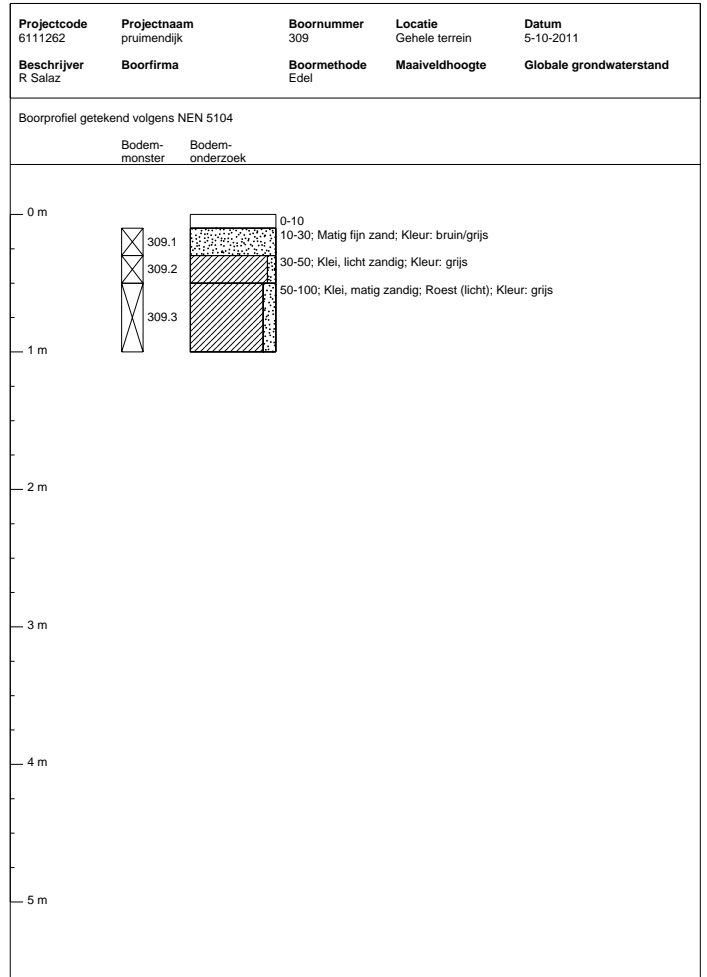 Projectcode Projectnaam Boornummer Locatie Datum
6111262 pruimendijk 309 Gehele terrein 5-10-2011
Beschrijver Boorfirma Boormethode Maaiveldhoogte Globale grondwaterstand
R Salaz Edel
Boorprofiel getekend volgens NEN 5104
Bodem- Bodem-
monster onderzoek
0 m
0-10
309.1 10-30; Matig fijn zand; Kleur: bruin/grijs
309.2 30-50; Klei, licht zandig; Kleur: grijs
50-100; Klei, matig zandig; Roest (licht); Kleur: grijs
309.3
1 m
2 m
3 m
4 m
5 m